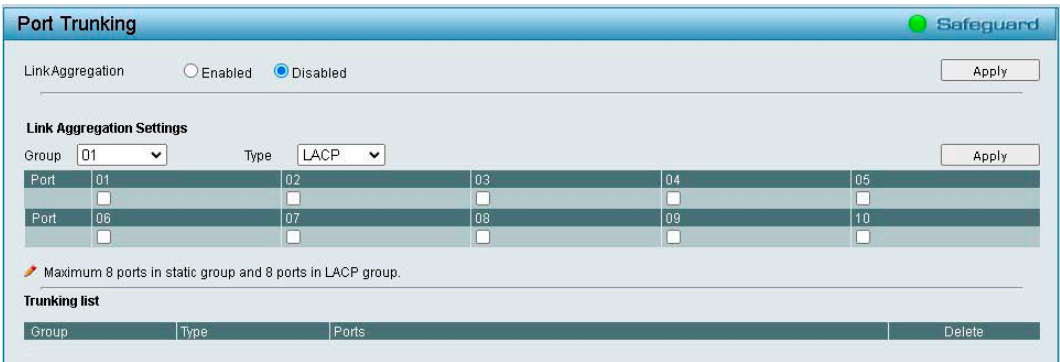 Port Trunking Safeguard
LinkAggregation Enabled Disabled Apply
Link Aggregation Settings
Group 01 Type LACP Apply
Port 01 02 03 04 05
Port 06 07 08 09 10
Maximum 8 ports in static group and 8 ports in LACP group.
Trunking list
Group Type Ports Delete